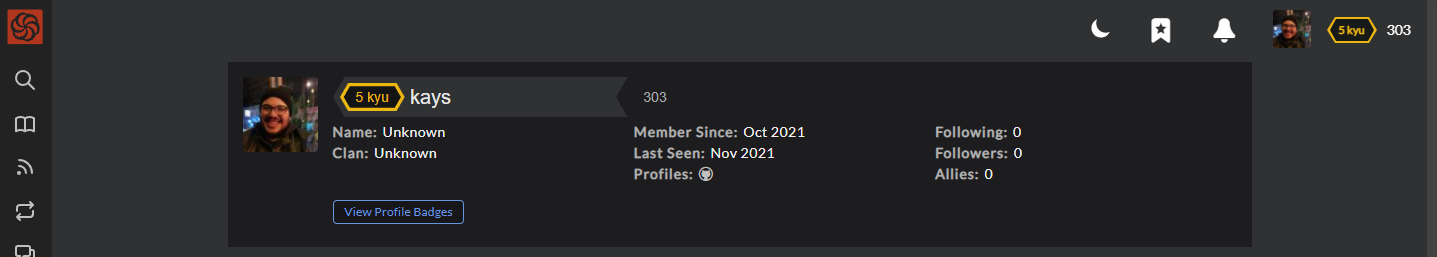 5 kyu 303
5 kyu kays 303
Name: Unknown Member Since: Oct 2021 Following: 0
Clan: Unknown Last Seen: Nov 2021 Followers: 0
Profiles: Allies: 0
View Profile Badges